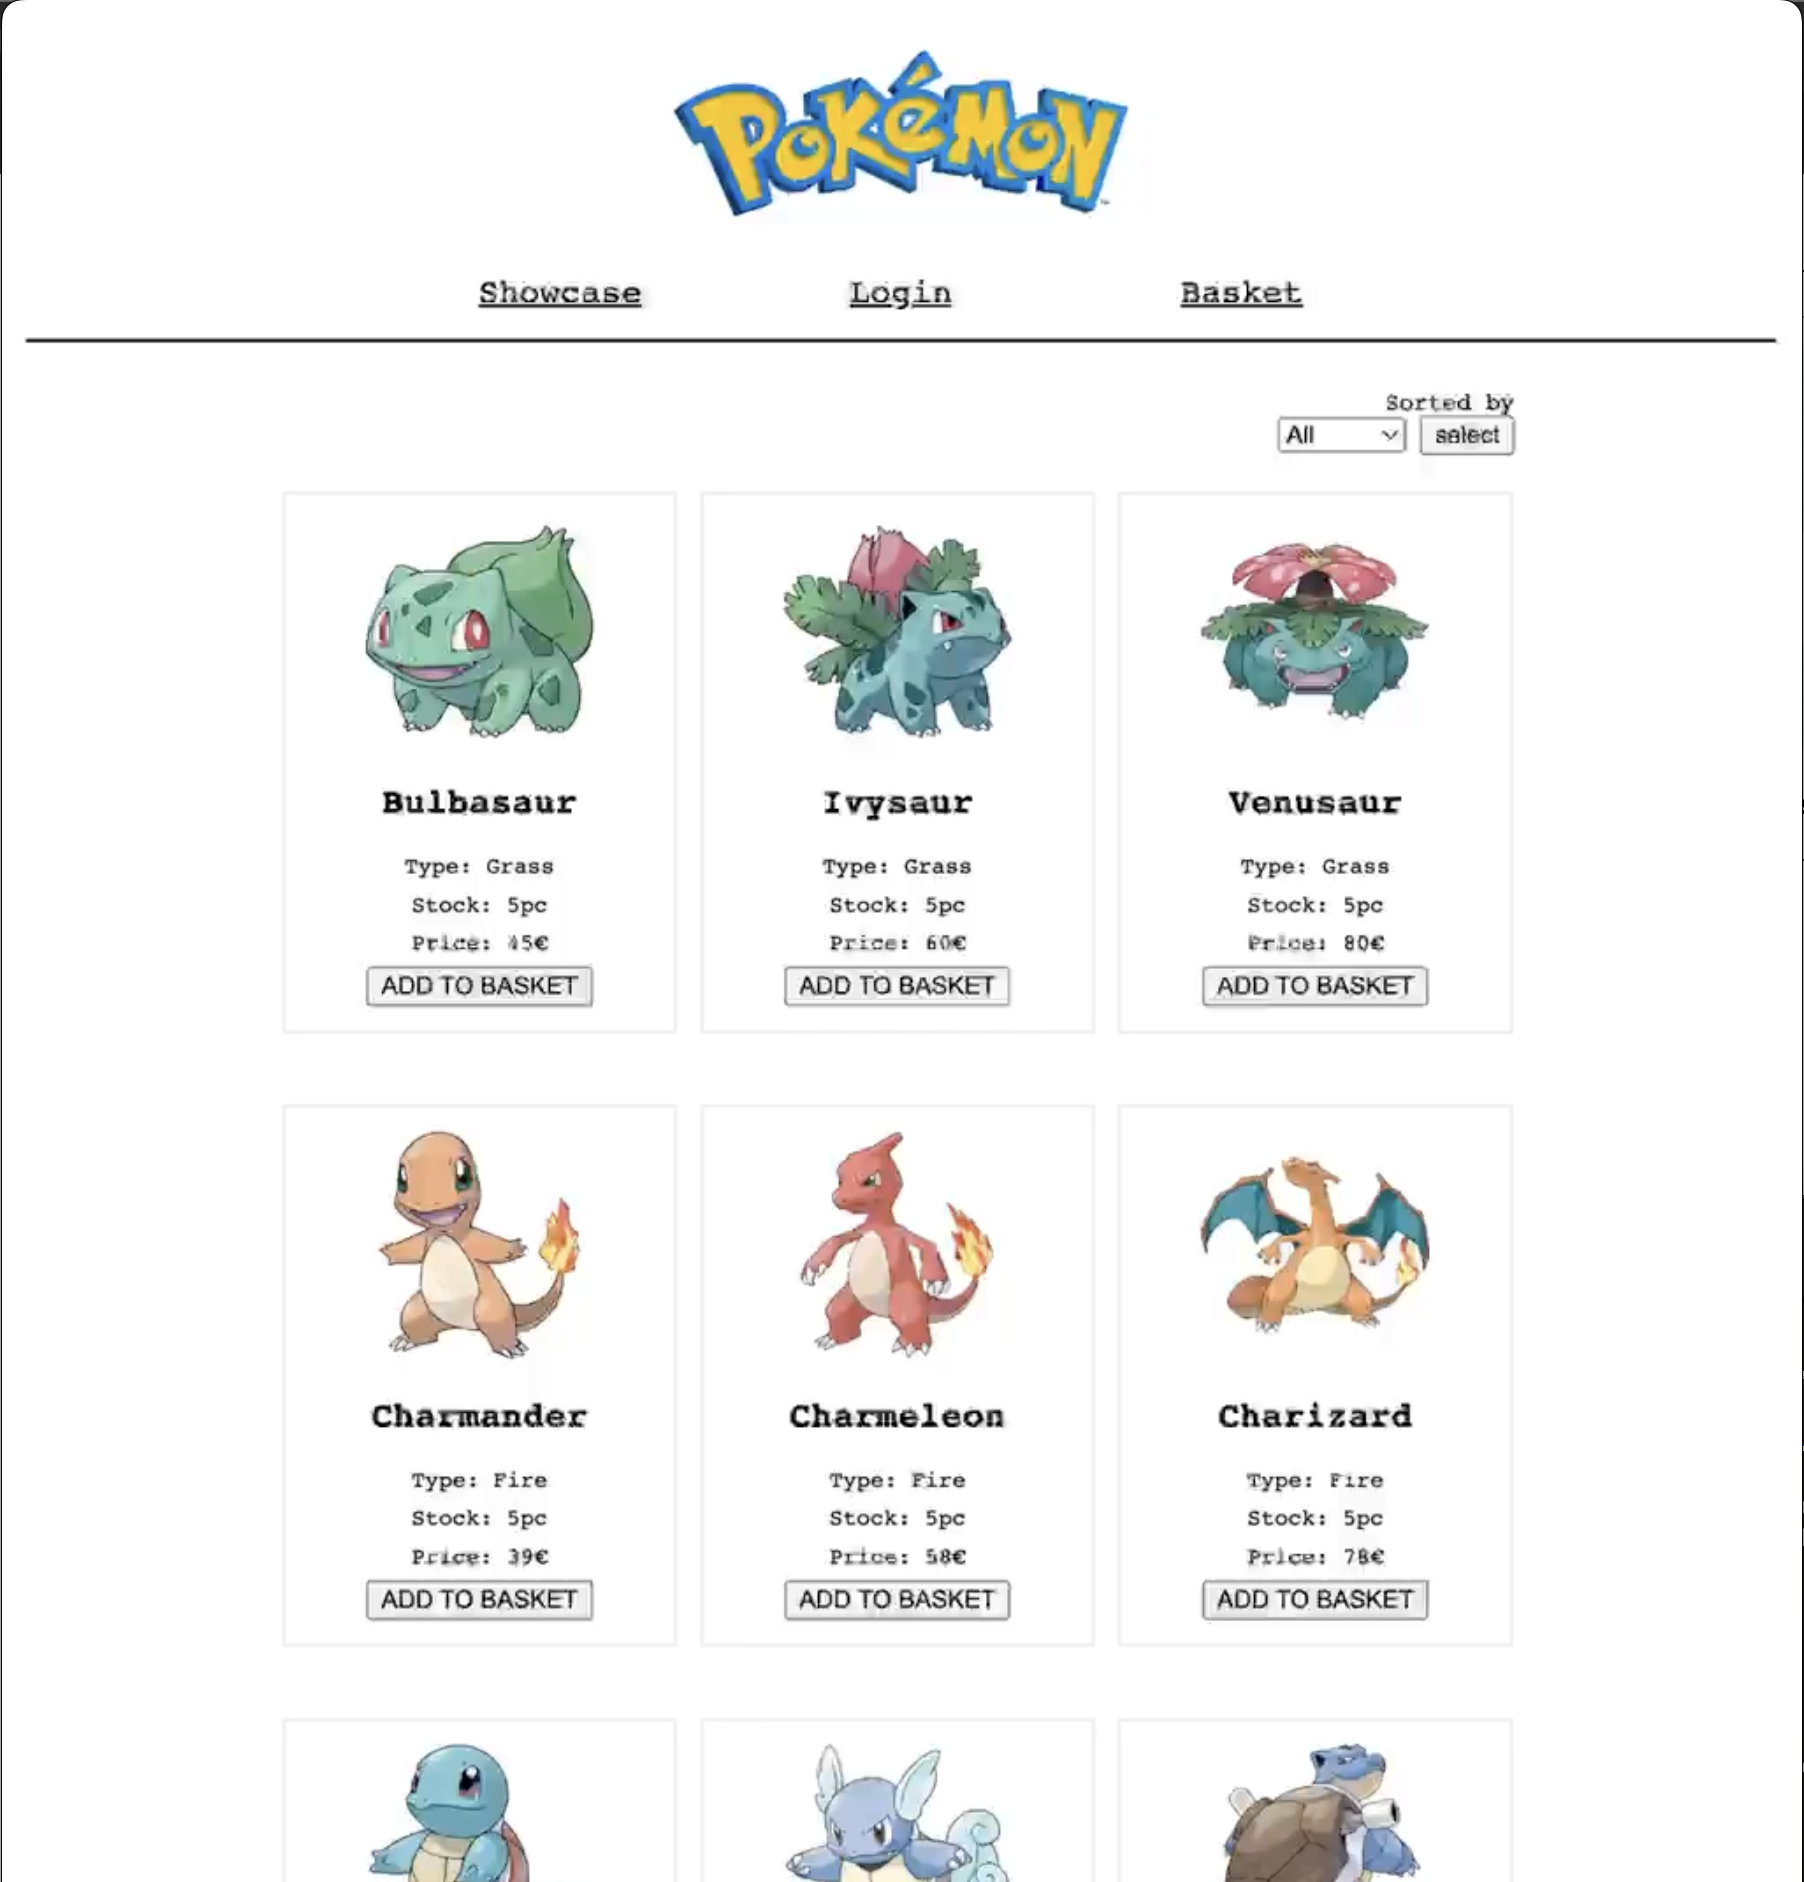 POKéMON
™
Showcase Login Basket
Sorted by
All select
Bulbasaur
Type: Grass
Stock: 5pc
Price: 45€
ADD TO BASKET
Ivysaur
Type: Grass
Stock: 5pc
Price: 60€
ADD TO BASKET
Venusaur
Type: Grass
Stock: 5pc
Price: 80€
ADD TO BASKET
Charmander
Type: Fire
Stock: 5pc
Price: 39€
ADD TO BASKET
Charmeleon
Type: Fire
Stock: 5pc
Price: 58€
ADD TO BASKET
Charizard
Type: Fire
Stock: 5pc
Price: 78€
ADD TO BASKET